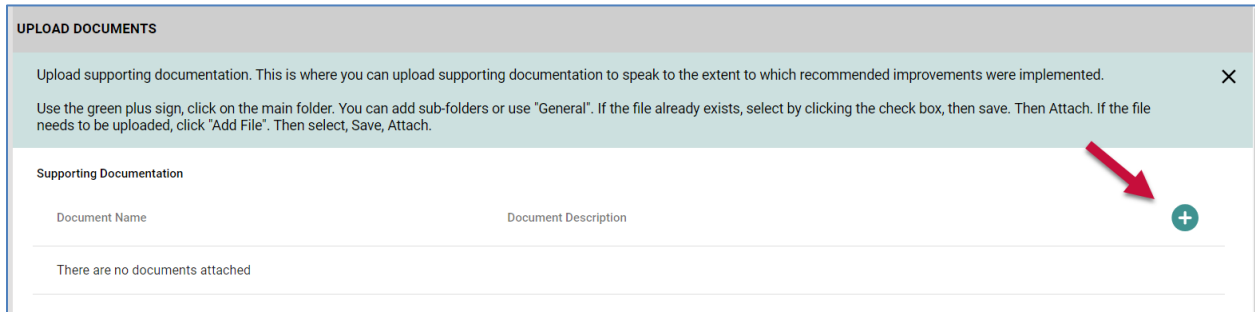 UPLOAD DOCUMENTS
Upload supporting documentation. This is where you can upload supporting documentation to speak to the extent to which recommended improvements were implemented.
Use the green plus sign, click on the main folder. You can add sub-folders or use "General". If the file already exists, select by clicking the check box, then save. Then Attach. If the file
needs to be uploaded, click "Add File". Then select, Save, Attach.
Supporting Documentation
Document Name Document Description
There are no documents attached